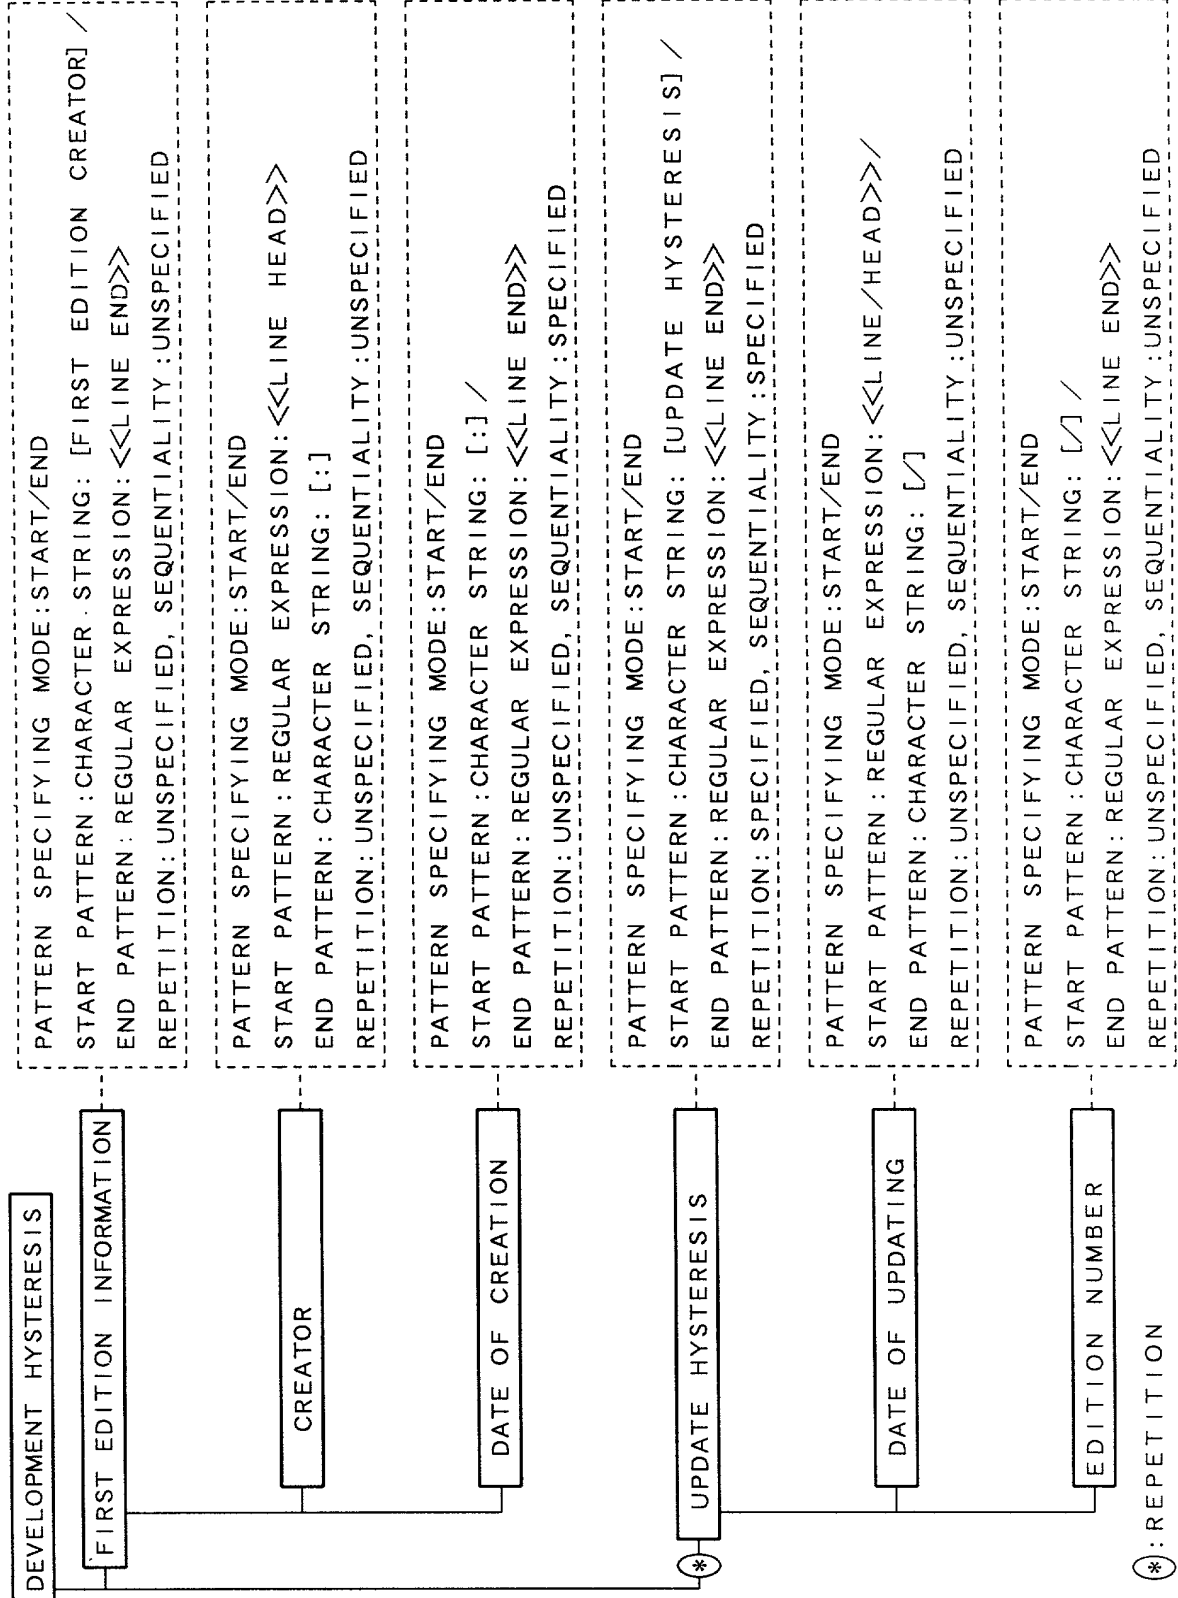 DEVELOPMENT HYSTERESIS
FIRST EDITION INFORMATION
PATTERN SPECIFYING MODE:START/END
START PATTERN:CHARACTER STRING: [FIRST EDITION CREATOR] /
END PATTERN:REGULAR EXPRESSION:<<LINE END>>
REPETITION:UNSPECIFIED, SEQUENTIALITY:UNSPECIFIED
CREATOR
PATTERN SPECIFYING MODE:START/END
START PATTERN:REGULAR EXPRESSION:<<LINE HEAD>>
END PATTERN:CHARACTER STRING: [:]
REPETITION:UNSPECIFIED, SEQUENTIALITY:UNSPECIFIED
DATE OF CREATION
PATTERN SPECIFYING MODE:START/END
START PATTERN:CHARACTER STRING: [:] /
END PATTERN:REGULAR EXPRESSION:<<LINE END>>
REPETITION:UNSPECIFIED, SEQUENTIALITY:SPECIFIED
* UPDATE HYSTERESIS
PATTERN SPECIFYING MODE:START/END
START PATTERN:CHARACTER STRING: [UPDATE HYSTERESIS] /
END PATTERN:REGULAR EXPRESSION:<<LINE END>>
REPETITION:SPECIFIED, SEQUENTIALITY:SPECIFIED
DATE OF UPDATING
PATTERN SPECIFYING MODE:START/END
START PATTERN:REGULAR EXPRESSION:<<LINE/HEAD>>/
END PATTERN:CHARACTER STRING: [/]
REPETITION:UNSPECIFIED, SEQUENTIALITY:UNSPECIFIED
EDITION NUMBER
PATTERN SPECIFYING MODE:START/END
START PATTERN:CHARACTER STRING: [/] /
END PATTERN:REGULAR EXPRESSION:<<LINE END>>
REPETITION:UNSPECIFIED, SEQUENTIALITY:UNSPECIFIED
*:REPETITION